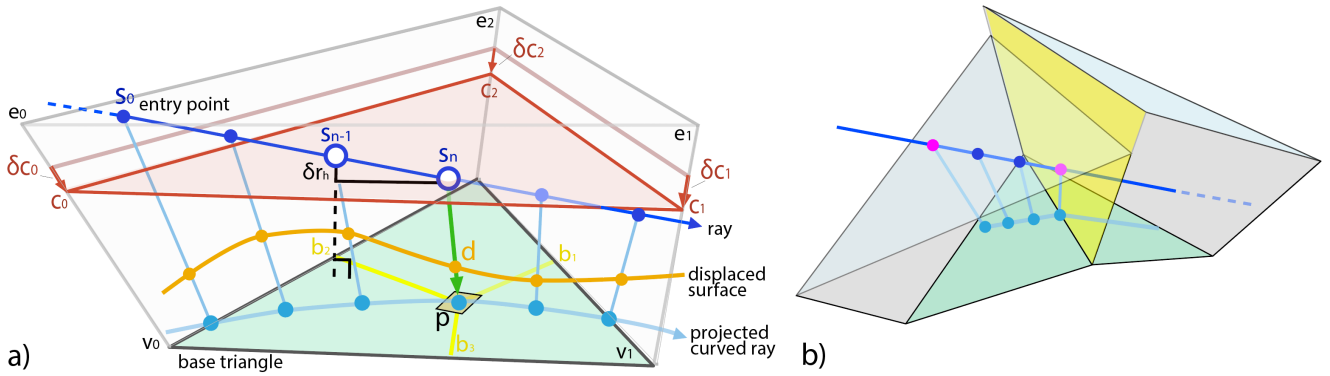 e₂
δc₂
S₀
entry point
c₂
e₀
Sₙ₋₁
e₁
δc₀
δrₕ
Sₙ
δc₁
c₀
c₁
ray
b₂
d
b₁
displaced
surface
p
projected
curved ray
v₀
b₃
v₁
base triangle
a)
b)